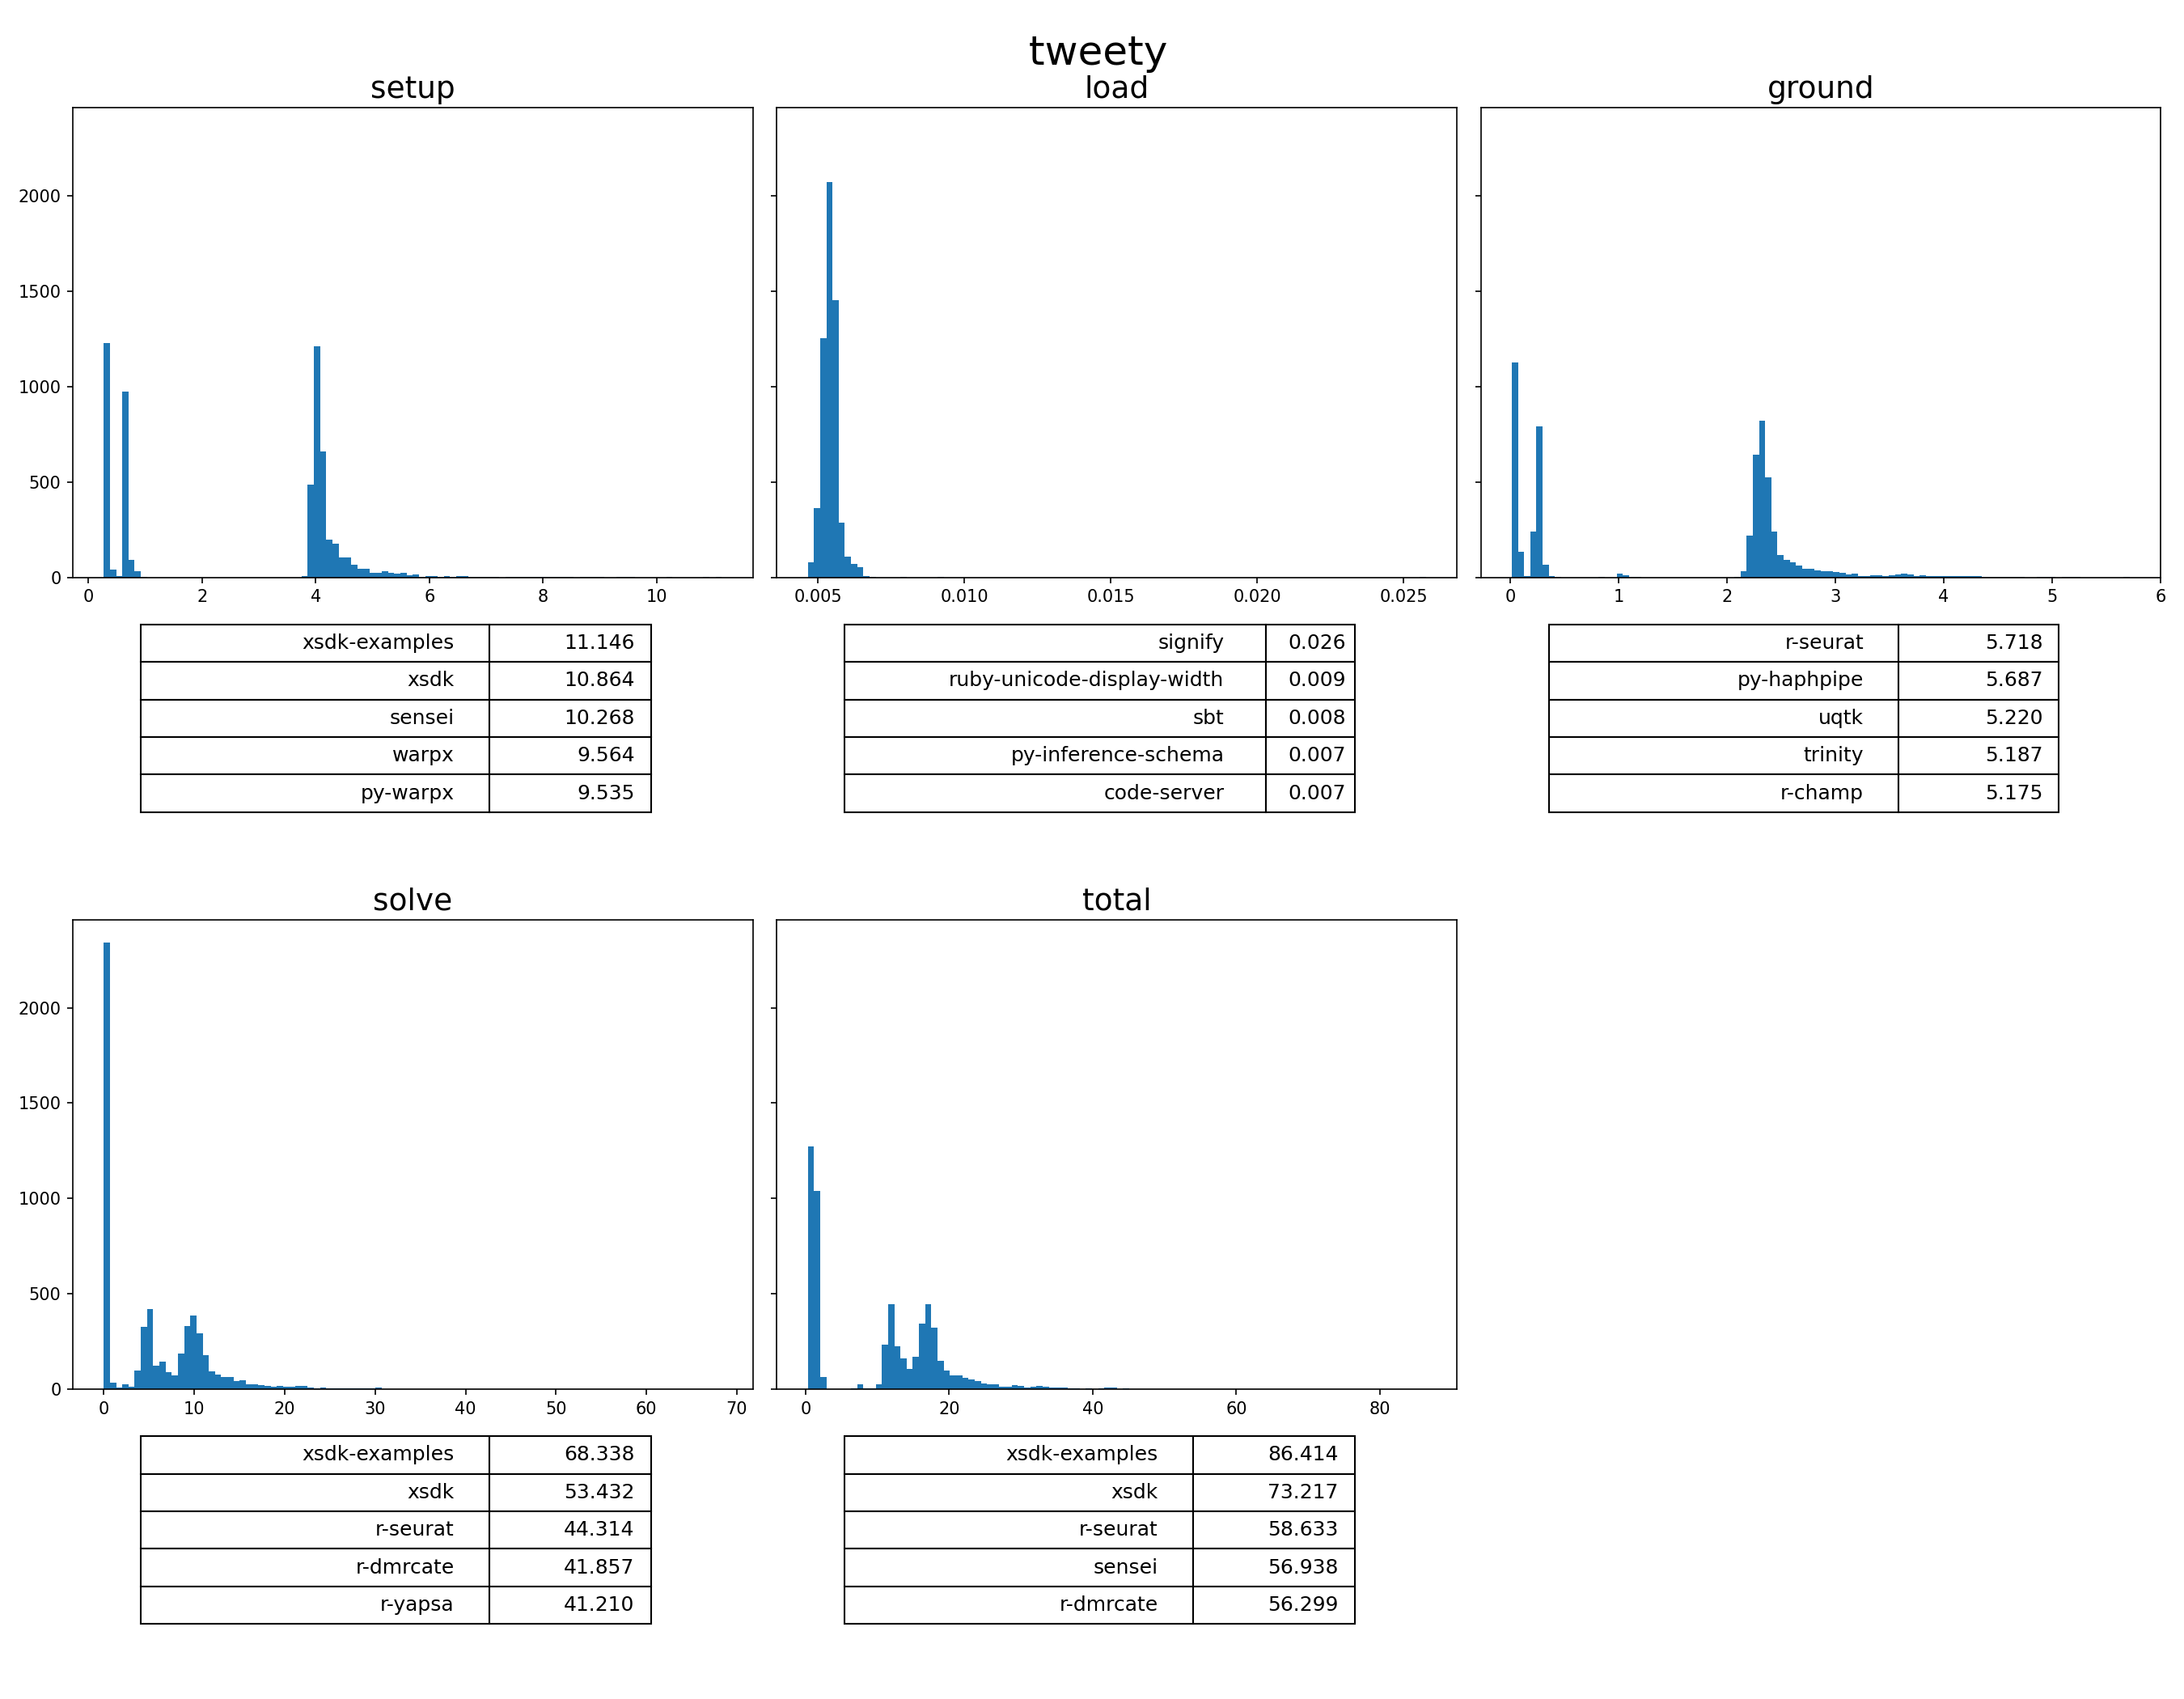 tweety
setup
load
ground
2000
1500
1000
500
0
0 2 4 6 8 10
0.005 0.010 0.015 0.020 0.025
0 1 2 3 4 5 6
xsdk-examples 11.146
xsdk 10.864
sensei 10.268
warpx 9.564
py-warpx 9.535
signify 0.026
ruby-unicode-display-width 0.009
sbt 0.008
py-inference-schema 0.007
code-server 0.007
r-seurat 5.718
py-haphpipe 5.687
uqtk 5.220
trinity 5.187
r-champ 5.175
solve
total
2000
1500
1000
500
0
0 10 20 30 40 50 60 70
0 20 40 60 80
xsdk-examples 68.338
xsdk 53.432
r-seurat 44.314
r-dmrcate 41.857
r-yapsa 41.210
xsdk-examples 86.414
xsdk 73.217
r-seurat 58.633
sensei 56.938
r-dmrcate 56.299